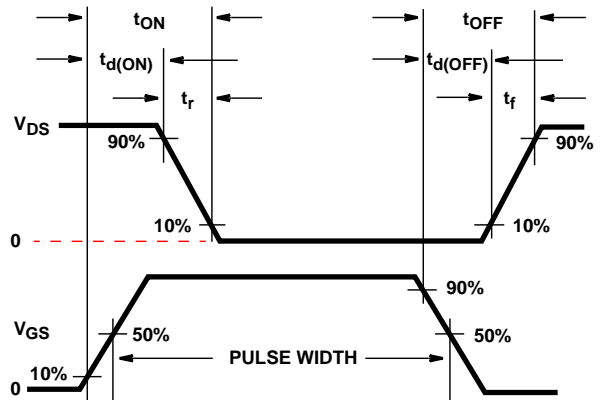 tON tOFF
td(ON) td(OFF)
tr tf
VDS
90% 90%
10% 10%
0
90%
VGS 50% 50%
PULSE WIDTH
10%
0